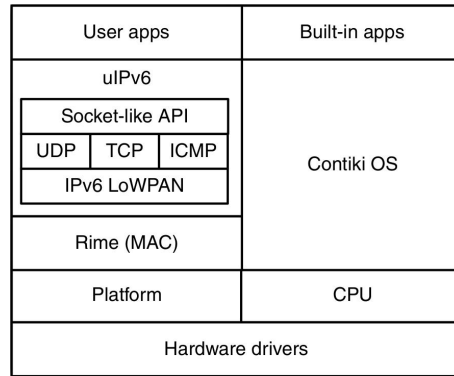 User apps
Built-in apps
uIPv6
Socket-like API
UDP
TCP
ICMP
IPv6 LoWPAN
Contiki OS
Rime (MAC)
Platform
CPU
Hardware drivers